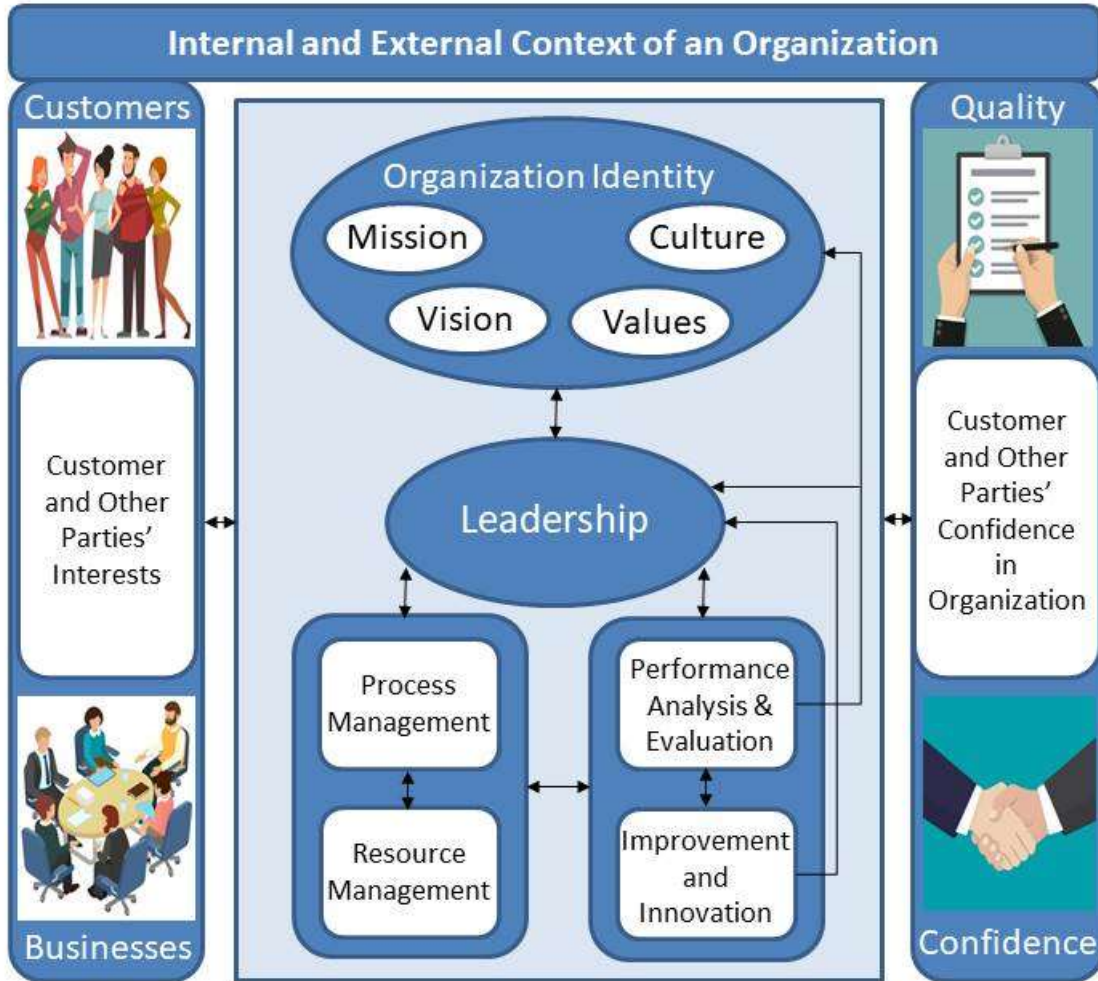 Internal and External Context of an Organization
Customers
Customer
and Other
Parties’
Interests
Businesses
Organization Identity
Mission
Culture
Vision
Values
Leadership
Process
Management
Resource
Management
Performance
Analysis &
Evaluation
Improvement
and
Innovation
Quality
Customer
and Other
Parties’
Confidence
in
Organization
Confidence